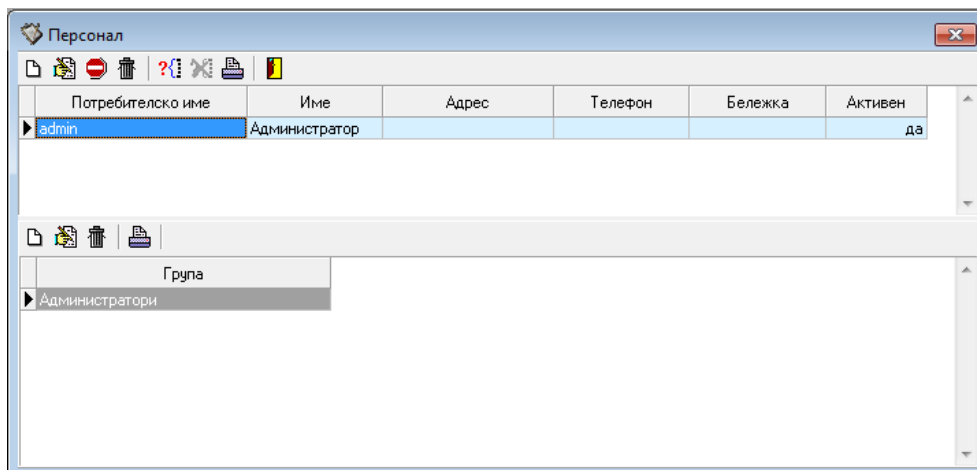 Персонал
Потребителско име Име Адрес Телефон Бележка Активен
admin Администратор да
Група
Администратори